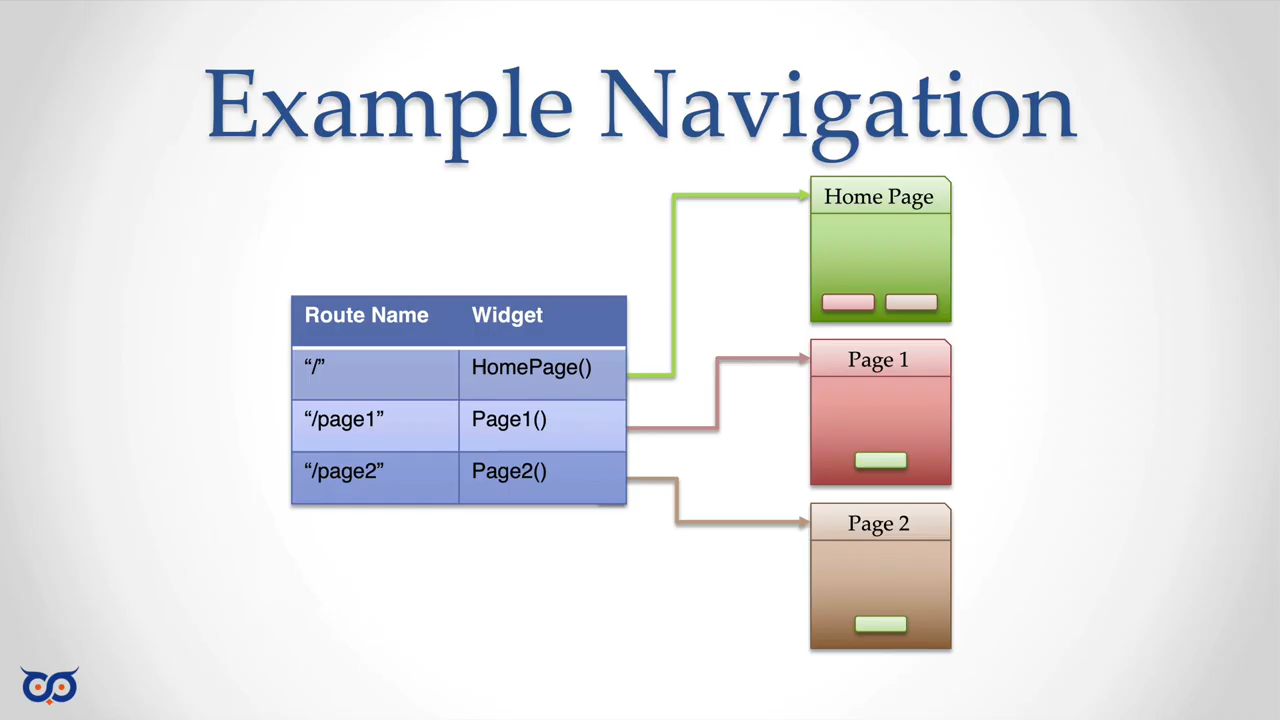 Example Navigation
Home Page
Route Name Widget
“/” HomePage()
“/page1” Page1()
“/page2” Page2()
Page 1
Page 2